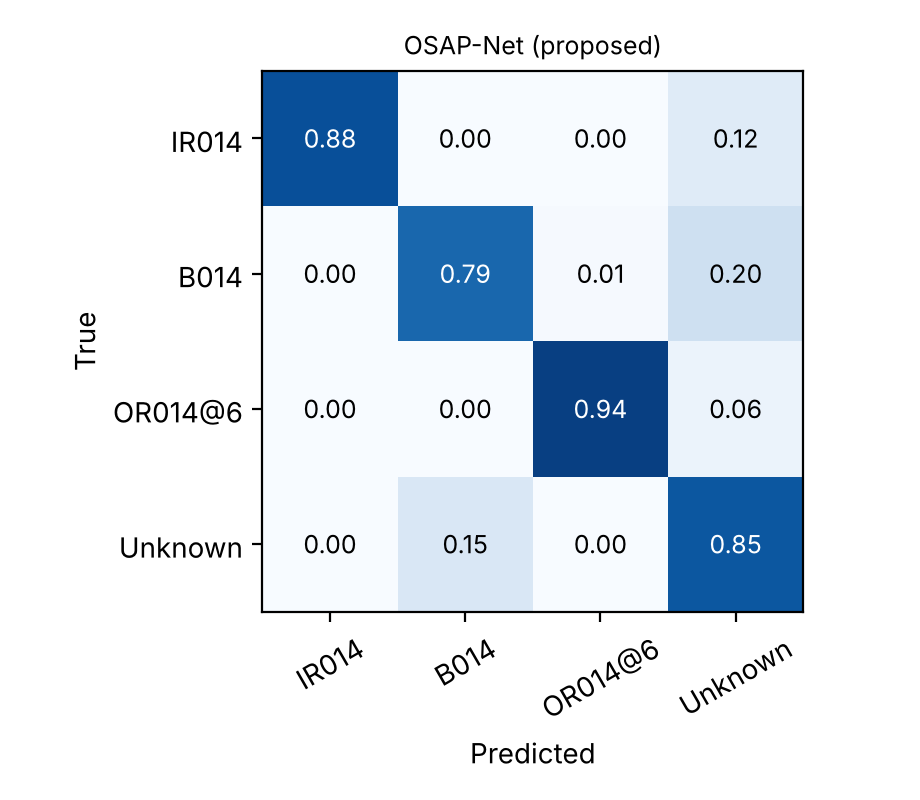 OSAP-Net (proposed)
IR014 0.88 0.00 0.00 0.12
B014 0.00 0.79 0.01 0.20
OR014@6 0.00 0.00 0.94 0.06
Unknown 0.00 0.15 0.00 0.85
True
IR014 B014 OR014@6 Unknown
Predicted